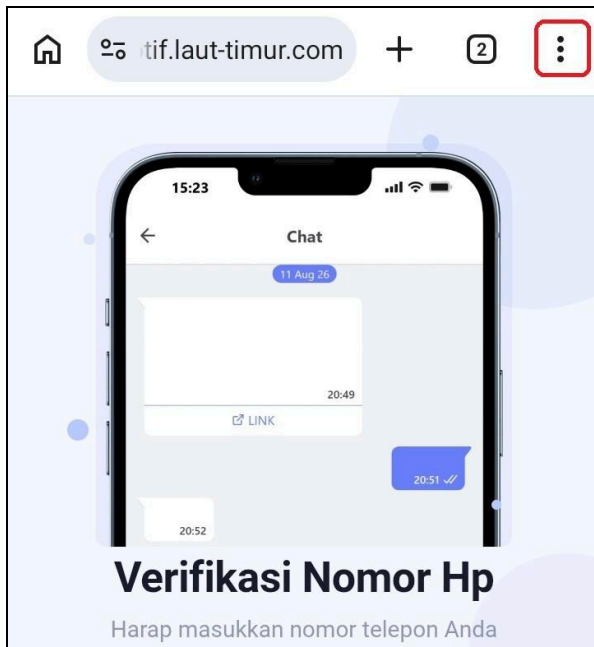 tif.laut-timur.com
2
15:23
Chat
11 Aug 26
20:49
LINK
20:51
20:52
Verifikasi Nomor Hp
Harap masukkan nomor telepon Anda